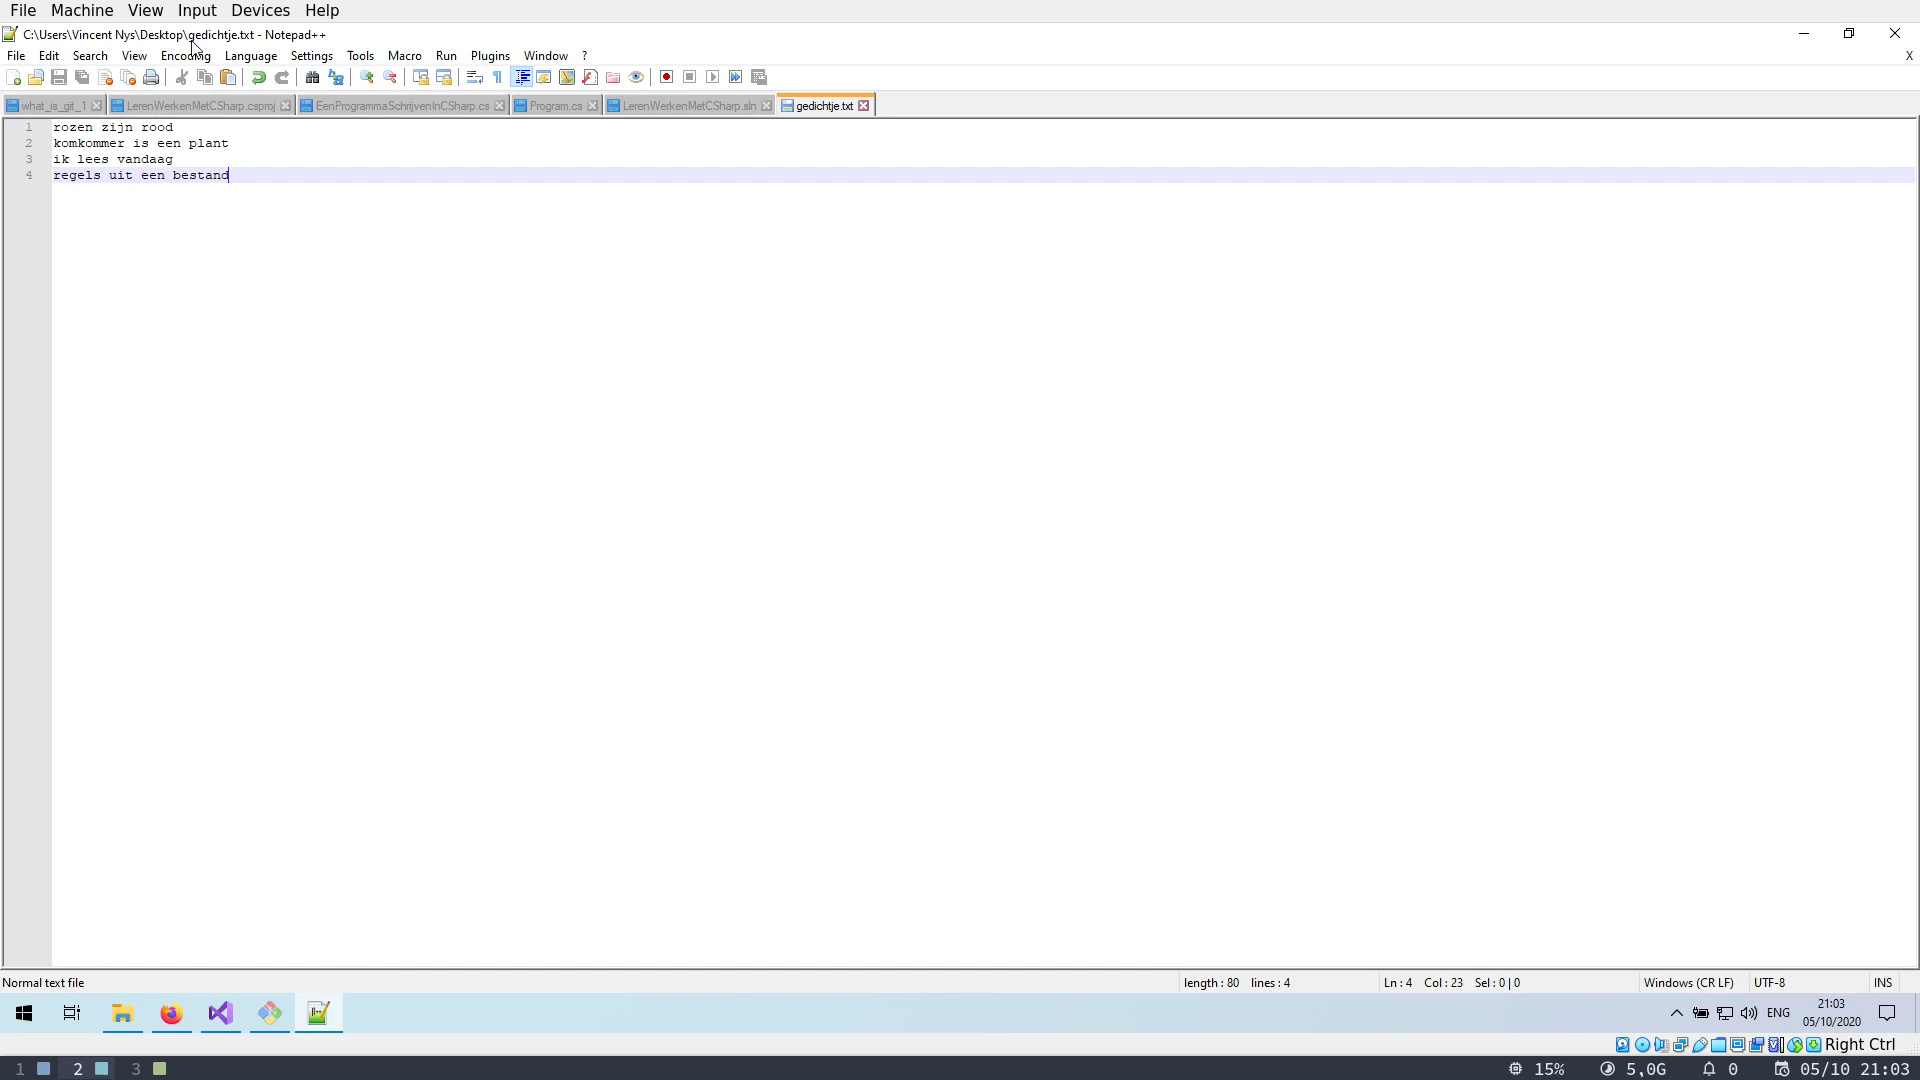 File Machine View Input Devices Help
C:\Users\Vincent Nys\Desktop\gedichtje.txt - Notepad++
File Edit Search View Encoding Language Settings Tools Macro Run Plugins Window ? X
what_is_git_1 LerenWerkenMetCSharp.csproj EenProgrammaSchrijvenInCSharp.cs Program.cs LerenWerkenMetCSharp.sln gedichtje.txt
1 rozen zijn rood
2 komkommer is een plant
3 ik lees vandaag
4 regels uit een bestand
Normal text file length : 80 lines : 4 Ln : 4 Col : 23 Sel : 0 | 0 Windows (CR LF) UTF-8 INS
ENG 21:03
05/10/2020
Right Ctrl
1 2 3 15% 5,0G 0 05/10 21:03